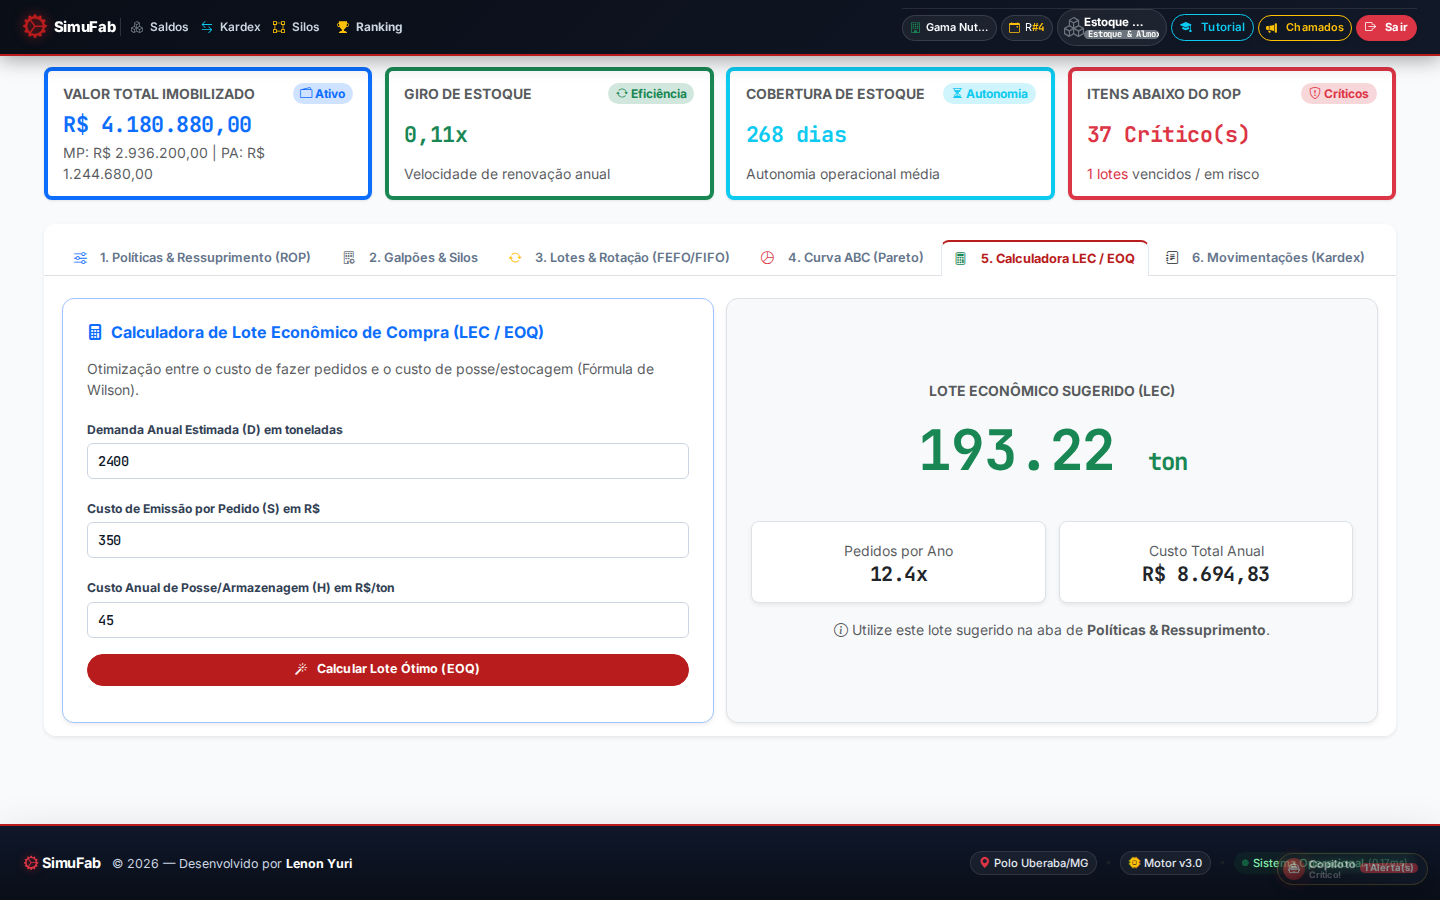 SimuFab
Saldos
Kardex
Silos
Ranking
Gama Nut...
R#4
Estoque ...
Estoque & Almox
Tutorial
Chamados
Sair
VALOR TOTAL IMOBILIZADO
Ativo
R$ 4.180.880,00
MP: R$ 2.936.200,00 | PA: R$
1.244.680,00
GIRO DE ESTOQUE
Eficiência
0,11x
Velocidade de renovação anual
COBERTURA DE ESTOQUE
Autonomia
268 dias
Autonomia operacional média
ITENS ABAIXO DO ROP
Críticos
37 Crítico(s)
1 lotes vencidos / em risco
1. Políticas & Ressuprimento (ROP)
2. Galpões & Silos
3. Lotes & Rotação (FEFO/FIFO)
4. Curva ABC (Pareto)
5. Calculadora LEC / EOQ
6. Movimentações (Kardex)
Calculadora de Lote Econômico de Compra (LEC / EOQ)
Otimização entre o custo de fazer pedidos e o custo de posse/estocagem (Fórmula de
Wilson).
Demanda Anual Estimada (D) em toneladas
2400
Custo de Emissão por Pedido (S) em R$
350
Custo Anual de Posse/Armazenagem (H) em R$/ton
45
Calcular Lote Ótimo (EOQ)
LOTE ECONÔMICO SUGERIDO (LEC)
193.22 ton
Pedidos por Ano
12.4x
Custo Total Anual
R$ 8.694,83
Utilize este lote sugerido na aba de Políticas & Ressuprimento.
SimuFab
© 2026 — Desenvolvido por Lenon Yuri
Polo Uberaba/MG
Motor v3.0
Sistema Operacional (0.17ms)
Copiloto
Crítico!
1 Alerta(s)